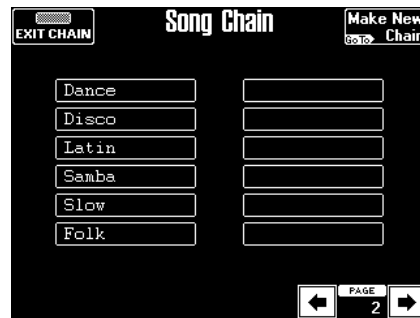 EXIT CHAIN
Song Chain
Make New
GoTo Chain
Dance
Disco
Latin
Samba
Slow
Folk
PAGE
2